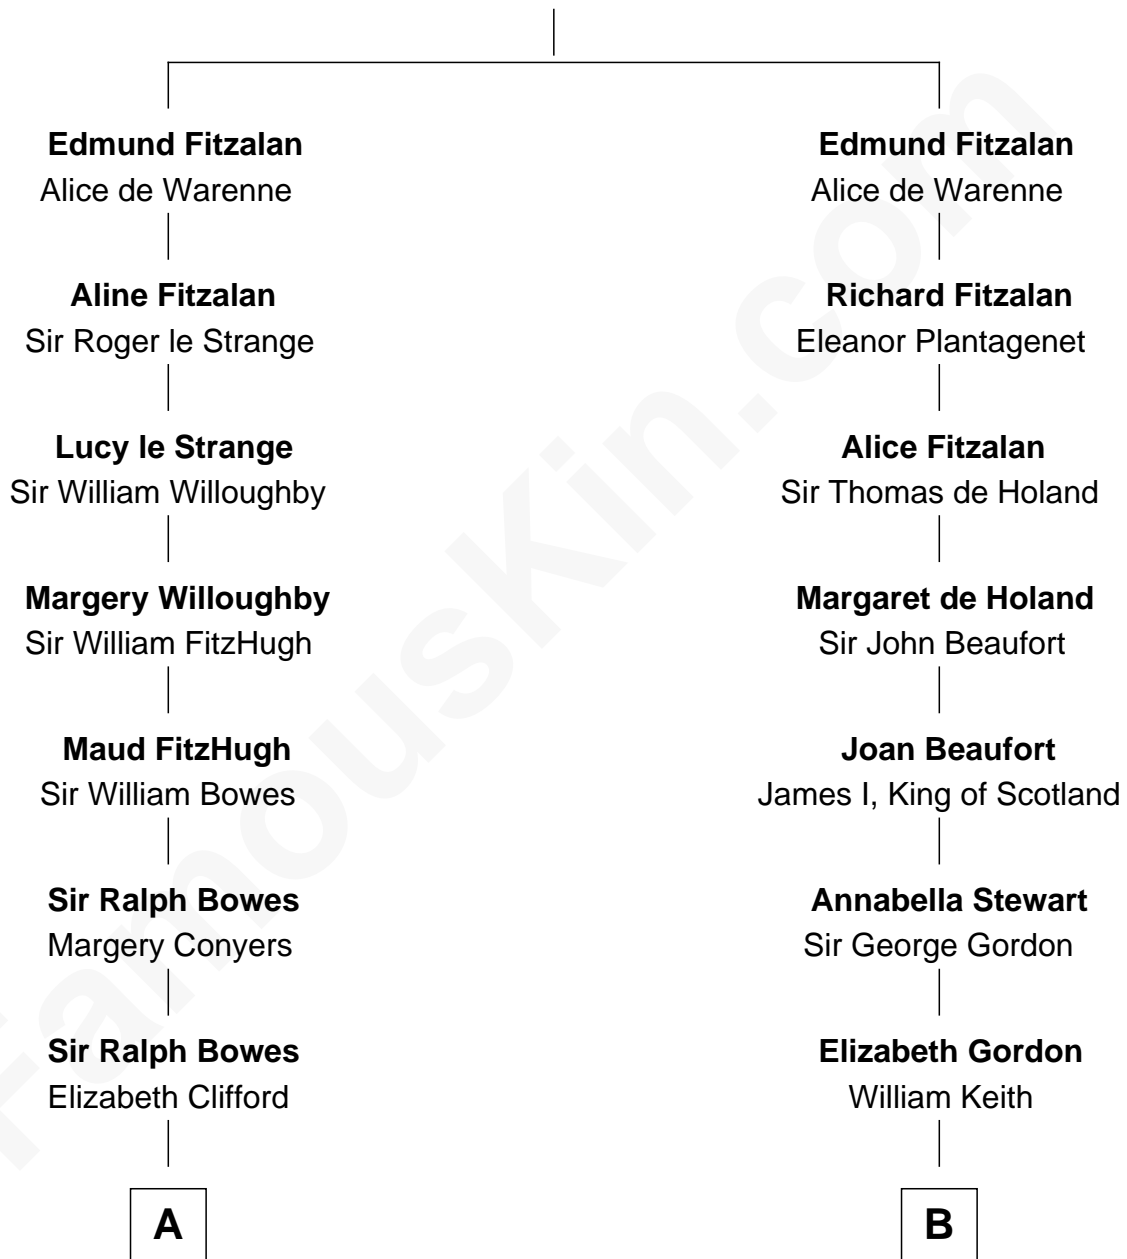 Edmund Fitzalan
Alice de Warenne
Aline Fitzalan
Sir Roger le Strange
Lucy le Strange
Sir William Willoughby
Margery Willoughby
Sir William FitzHugh
Maud FitzHugh
Sir William Bowes
Sir Ralph Bowes
Margery Conyers
Sir Ralph Bowes
Elizabeth Clifford
A
Edmund Fitzalan
Alice de Warenne
Richard Fitzalan
Eleanor Plantagenet
Alice Fitzalan
Sir Thomas de Holand
Margaret de Holand
Sir John Beaufort
Joan Beaufort
James I, King of Scotland
Annabella Stewart
Sir George Gordon
Elizabeth Gordon
William Keith
B
FamousKin.com